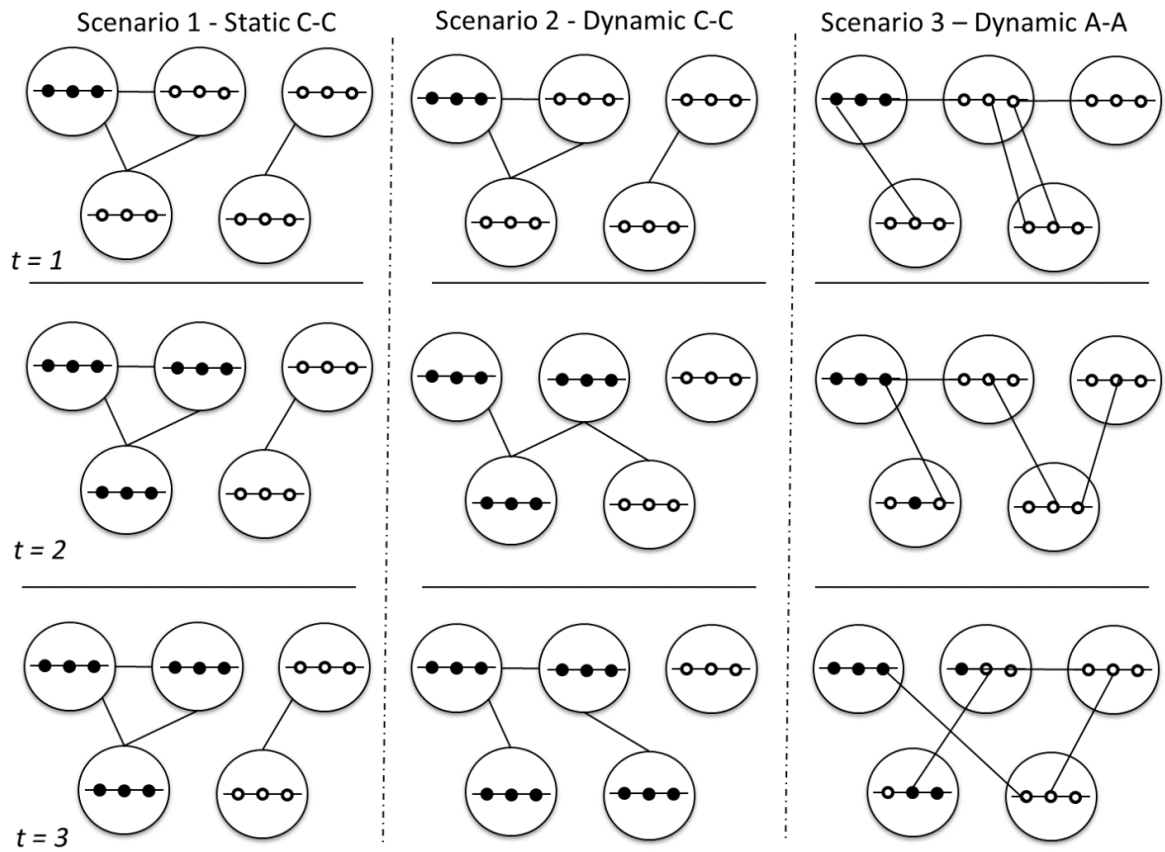 Scenario 1 - Static C-C
Scenario 2 - Dynamic C-C
Scenario 3 – Dynamic A-A
t = 1
t = 2
t = 3